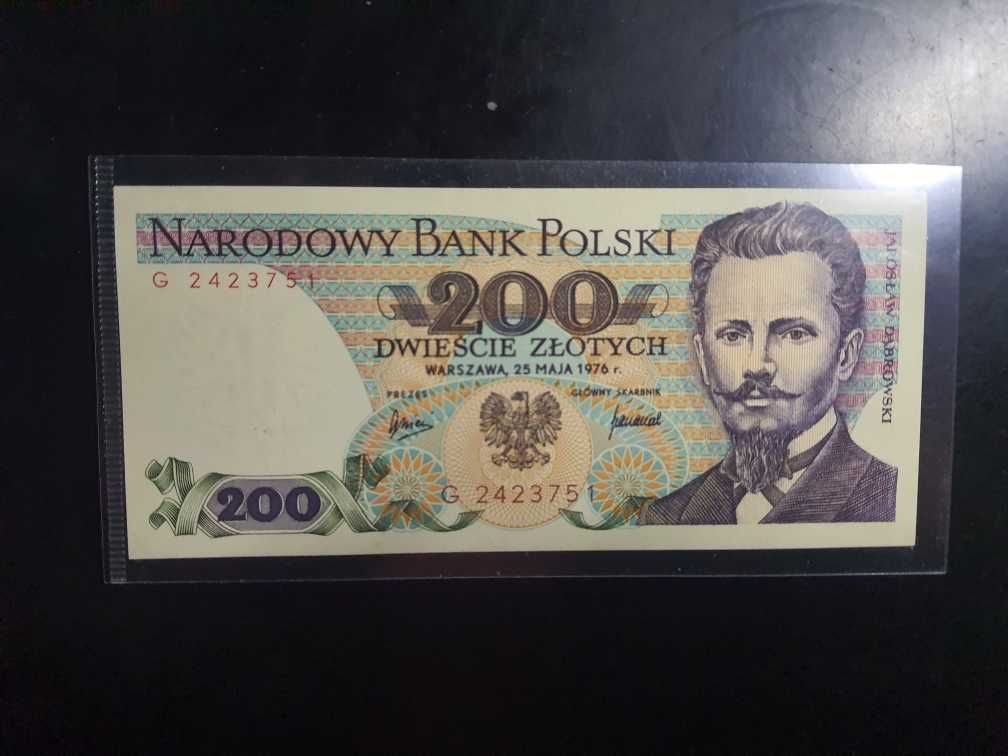 NARODOWY BANK POLSKI
G 2423751
200
DWIEŚCIE ZŁOTYCH
WARSZAWA, 25 MAJA 1976 r.
PREZES
GŁÓWNY SKARBNIK
G 2423751
200
JAROSŁAW DĄBROWSKI